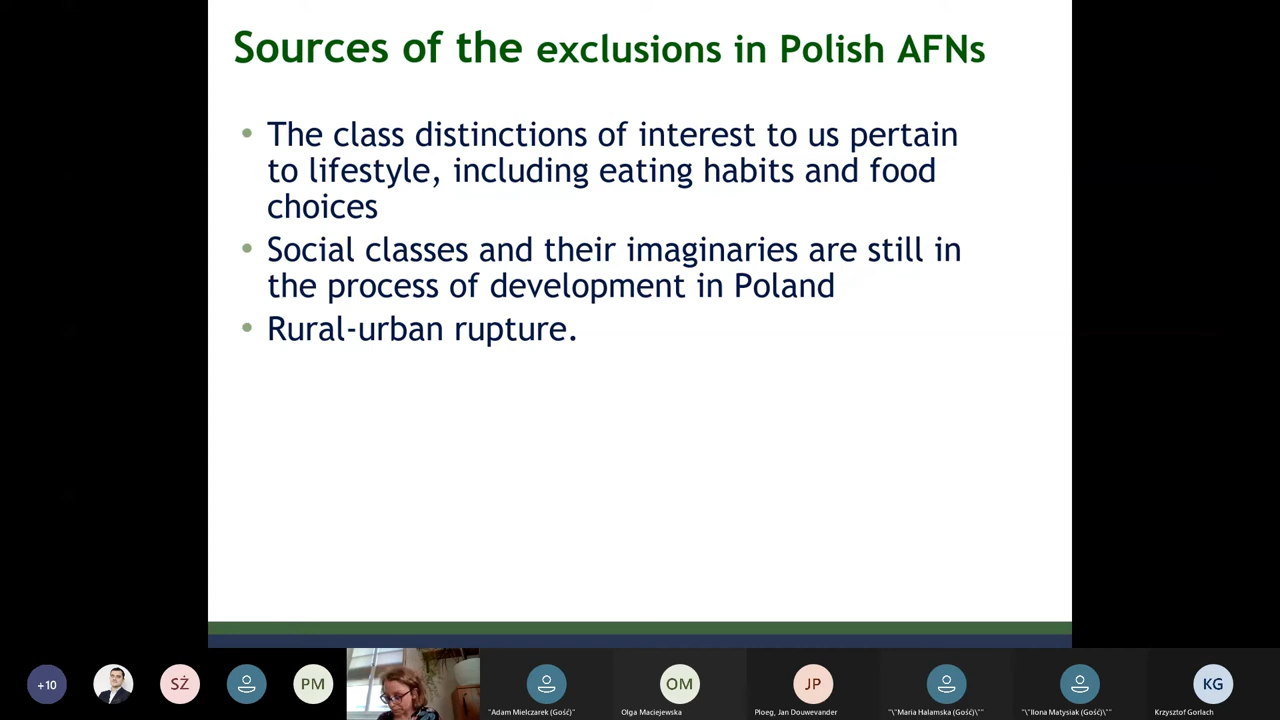 Sources of the exclusions in Polish AFNs
• The class distinctions of interest to us pertain
to lifestyle, including eating habits and food
choices
• Social classes and their imaginaries are still in
the process of development in Poland
• Rural-urban rupture.
+10
SŻ
PM
OM
JP
KG
"Adam Mielczarek (Gość)"
Olga Maciejewska
Ploeg, Jan Douwevander
"\"Maria Halamska (Gość)\""
"\"Ilona Matysiak (Gość)\""
Krzysztof Gorlach